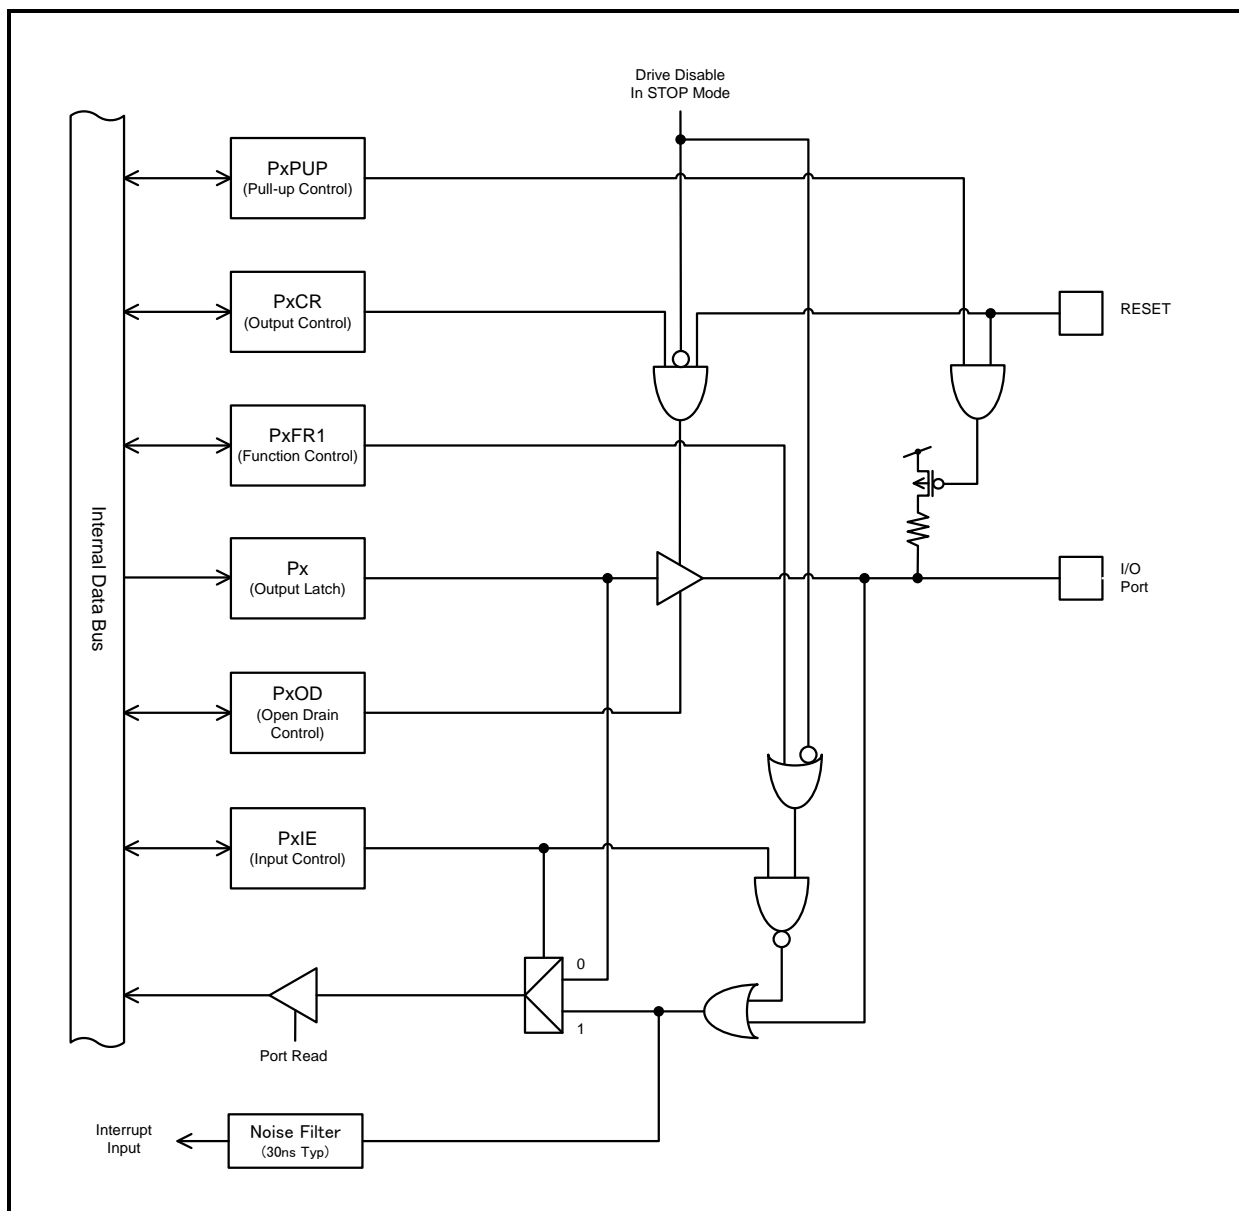 Drive Disable
In STOP Mode
PxPUP
(Pull-up Control)
PxCR
(Output Control)
RESET
PxFR1
(Function Control)
Internal Data Bus
Px
(Output Latch)
I/O
Port
PxOD
(Open Drain
Control)
PxIE
(Input Control)
0
1
Port Read
Interrupt
Input
Noise Filter
(30ns Typ)